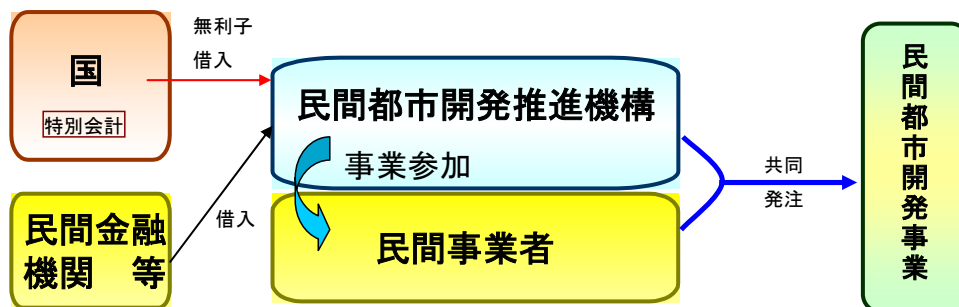 国
特別会計
無利子
借入
民間都市開発推進機構
事業参加
民間金融
機関　等
借入
民間事業者
共同
発注
民間都市開発事業